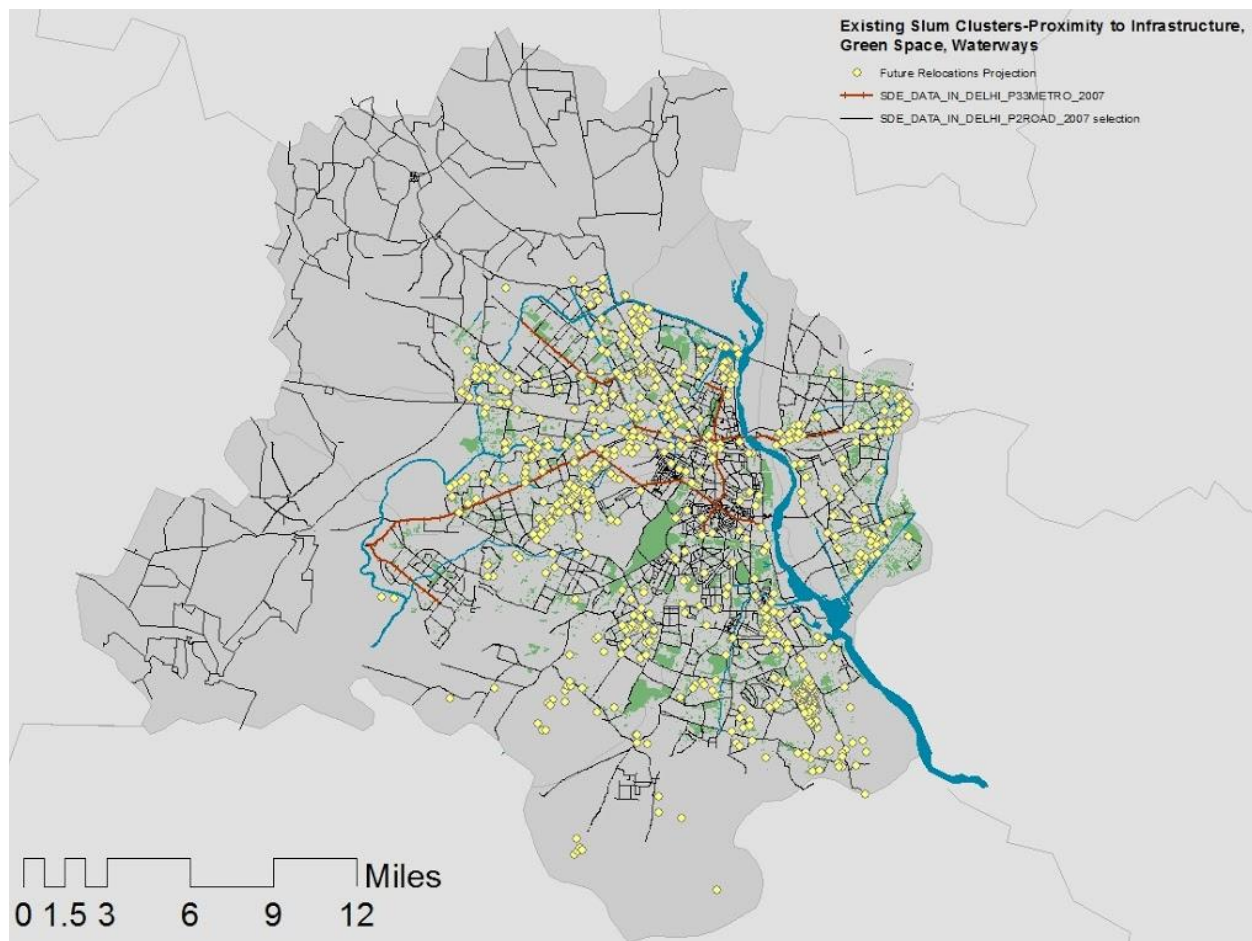 Existing Slum Clusters-Proximity to Infrastructure,
Green Space, Waterways
Future Relocations Projection
SDE_DATA_IN_DELHI_P33METRO_2007
SDE_DATA_IN_DELHI_P2ROAD_2007 selection
Miles
0 1.5 3 6 9 12